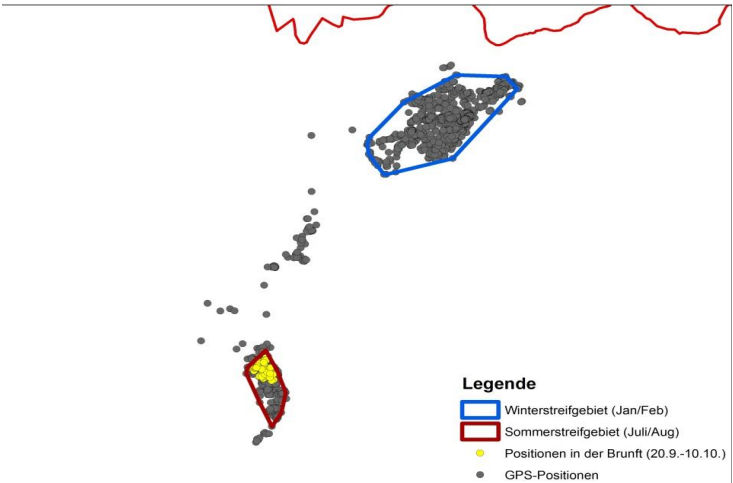 Legende
Winterstreifgebiet (Jan/Feb)
Sommerstreifgebiet (Juli/Aug)
Positionen in der Brunft (20.9.-10.10.)
GPS-Positionen